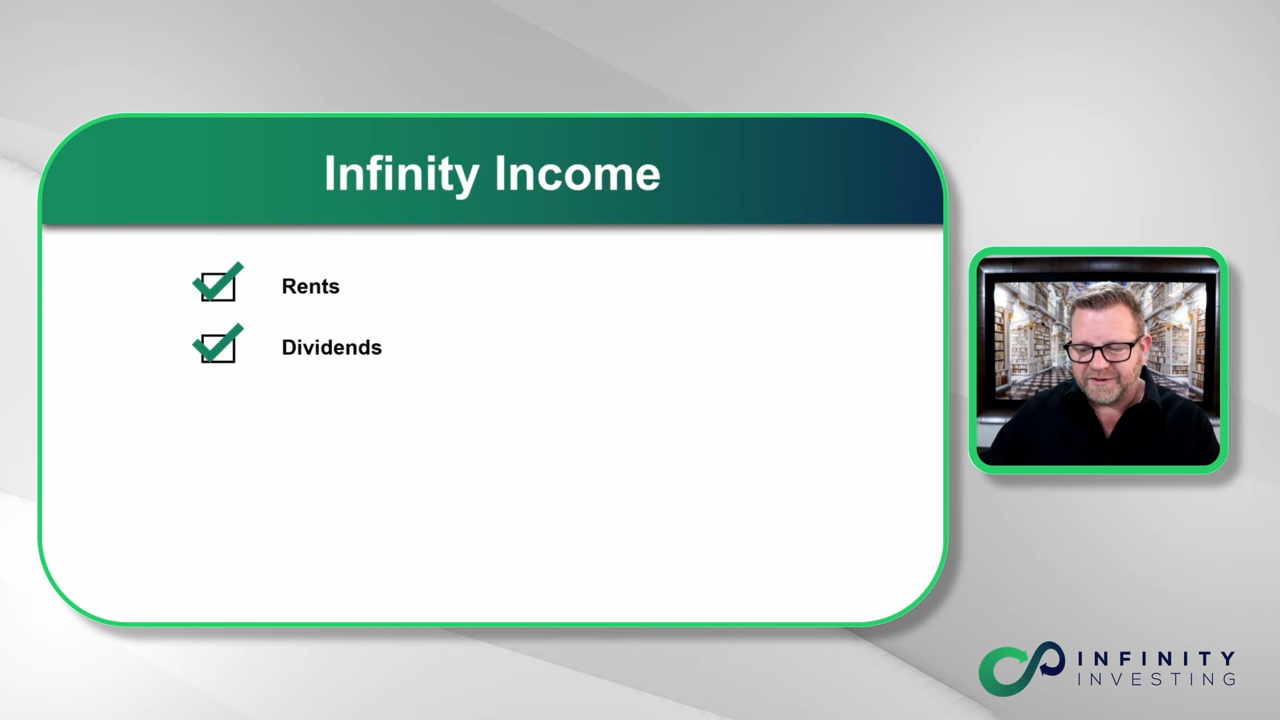 Infinity Income
Rents
Dividends
INFINITY
INVESTING